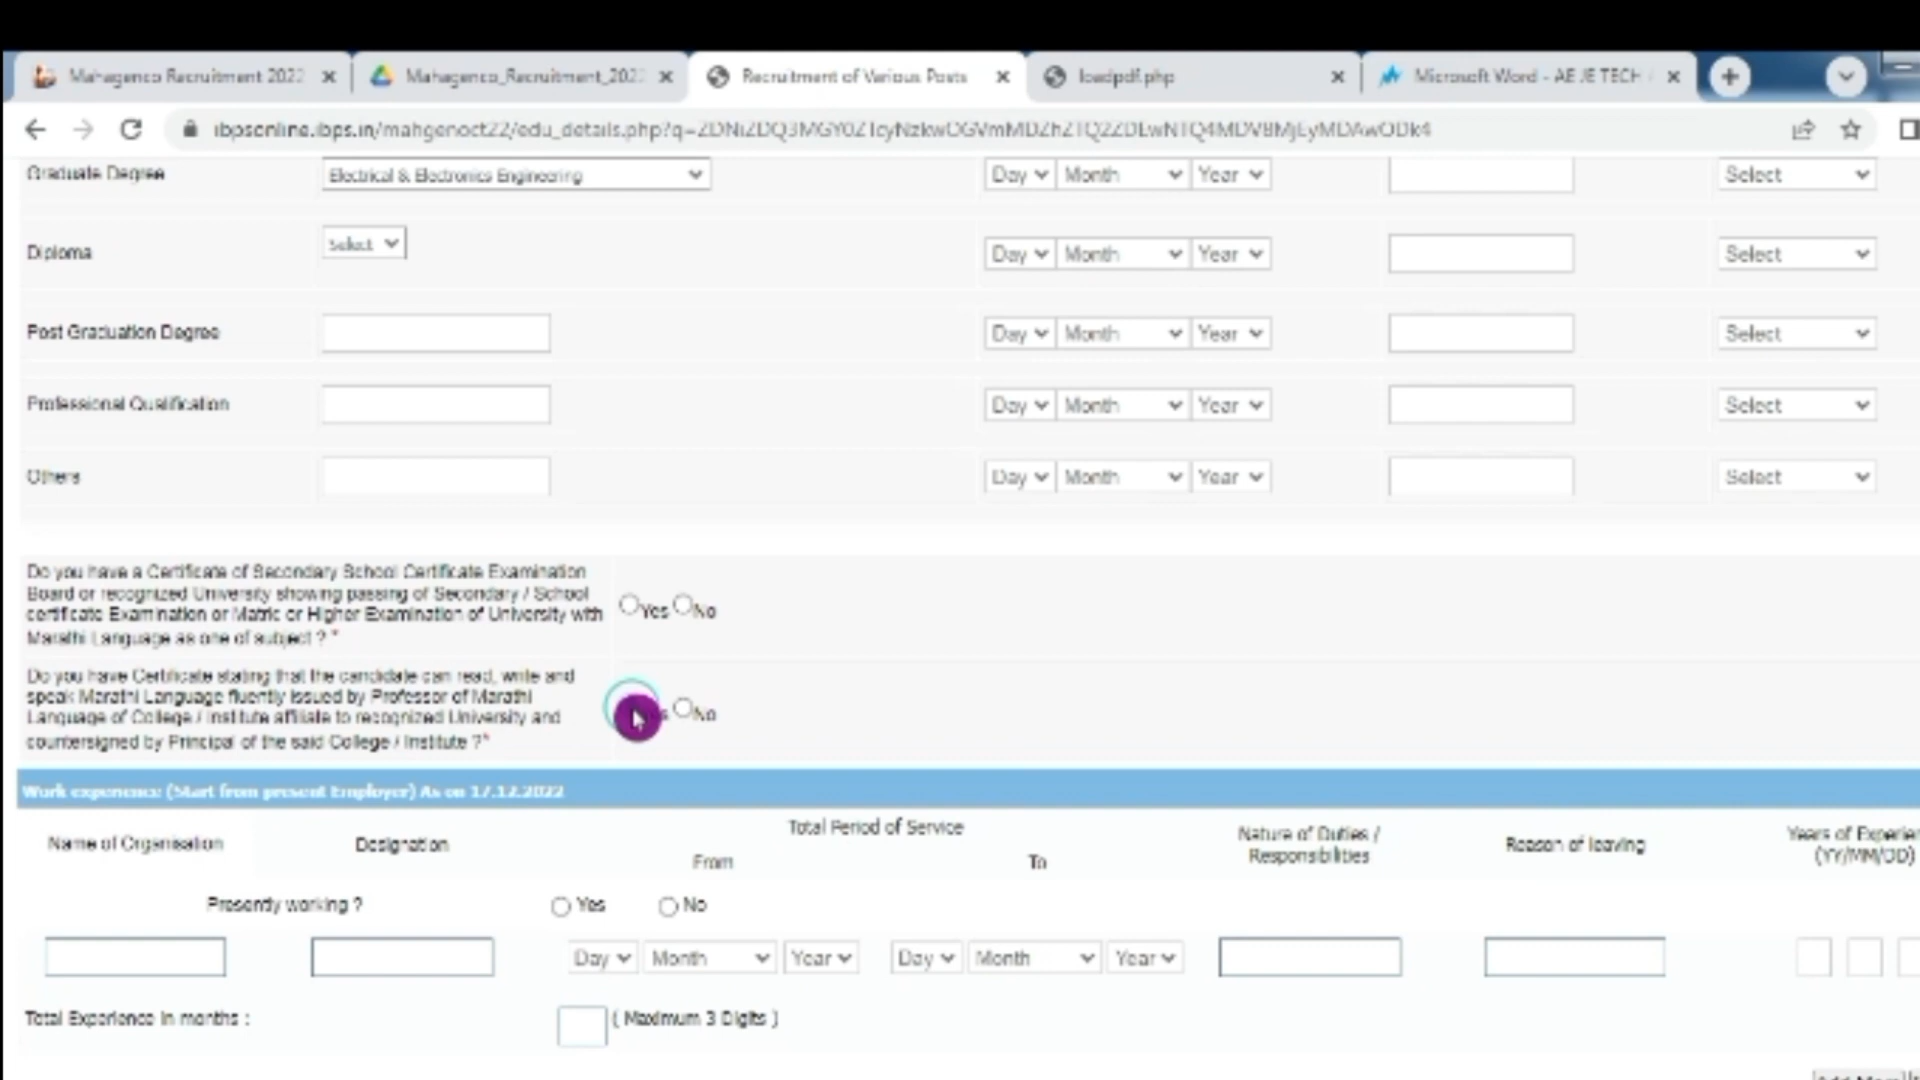 Mahagenco Recruitment 2022
Mahagenco_Recruitment_202
Recruitment of Various Posts
loadpdf.php
Microsoft Word - AE JE TECH
Graduate Degree Electrical & Electronics Engineering Day Month Year Select
Diploma Select Day Month Year Select
Post Graduation Degree Day Month Year Select
Professional Qualification Day Month Year Select
Others Day Month Year Select
Do you have a Certificate of Secondary School Certificate Examination
Board or recognized University showing passing of Secondary / School
certificate Examination or Matric or Higher Examination of University with
Marathi Language as one of subject ? *
Yes No
Do you have Certificate stating that the candidate can read, write and
speak Marathi Language fluently issued by Professor of Marathi
Language of College / Institute affiliate to recognized University and
countersigned by Principal of the said College / Institute ?*
No
Work experience (Start from present Employer) As on 17.12.2022
Name of Organisation Designation Total Period of Service
From To
Nature of Duties /
Responsibilities
Reason of leaving
Years of Experien
(YY/MM/DD)
Presently working ? Yes No
Day Month Year Day Month Year
Total Experience in months : ( Maximum 3 Digits )